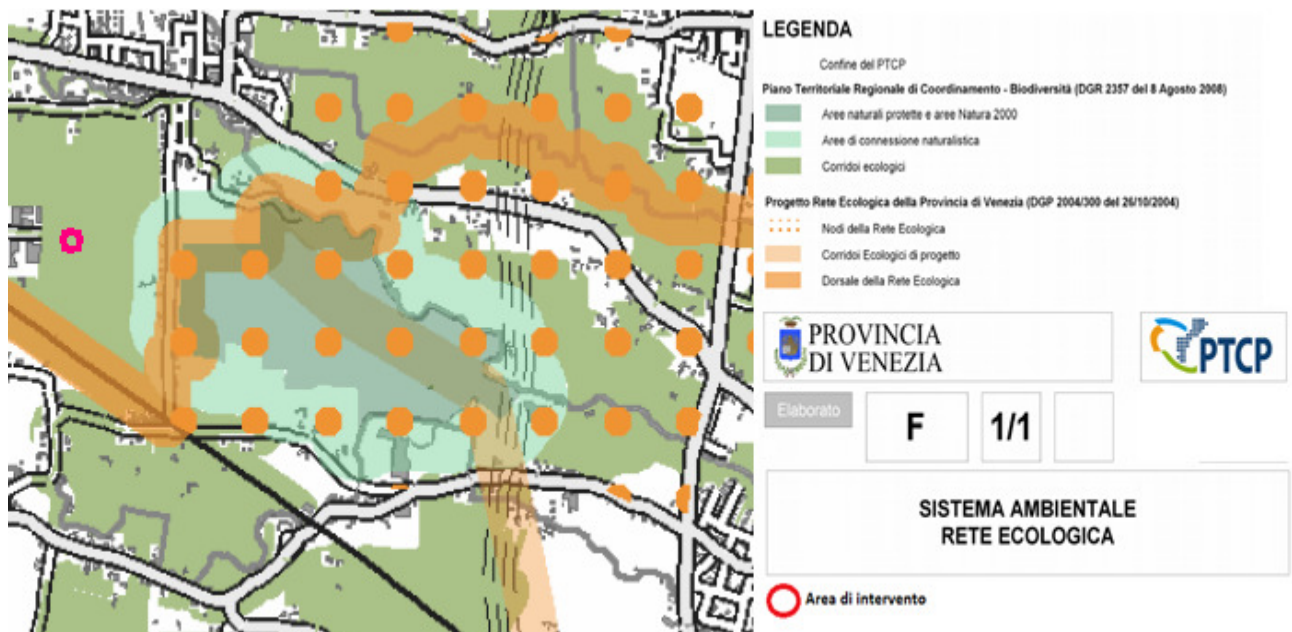 LEGENDA
Confine del PTCP
Piano Territoriale Regionale di Coordinamento - Biodiversità (DGR 2357 del 8 Agosto 2008)
Aree naturali protette e aree Natura 2000
Aree di connessione naturalistica
Corridoi ecologici
Progetto Rete Ecologica della Provincia di Venezia (DGP 2004/300 del 26/10/2004)
Nodi della Rete Ecologica
Corridoi Ecologici di progetto
Dorsale della Rete Ecologica
PROVINCIA
DI VENEZIA
PTCP
Elaborato
F
1/1
SISTEMA AMBIENTALE
RETE ECOLOGICA
Area di intervento